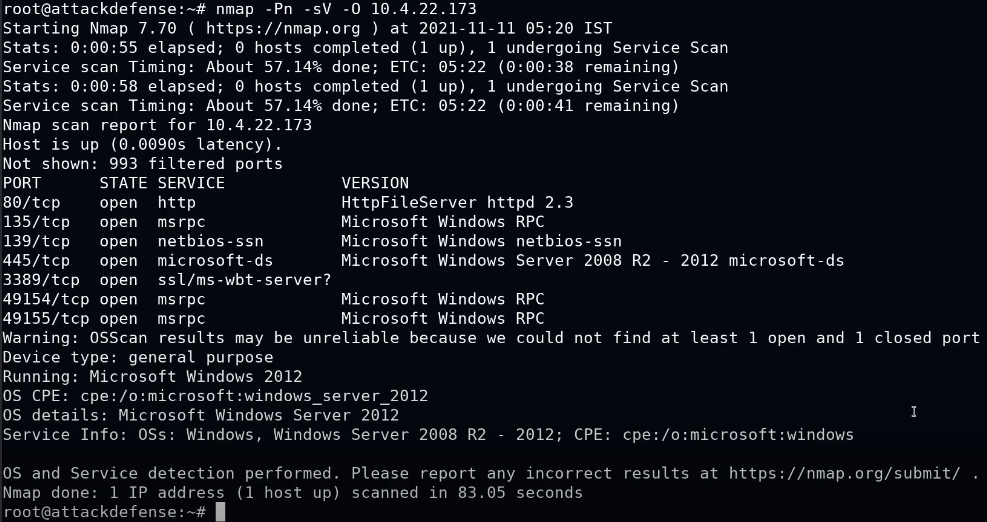 root@attackdefense:~# nmap -Pn -sV -O 10.4.22.173
Starting Nmap 7.70 ( https://nmap.org ) at 2021-11-11 05:20 IST
Stats: 0:00:55 elapsed; 0 hosts completed (1 up), 1 undergoing Service Scan
Service scan Timing: About 57.14% done; ETC: 05:22 (0:00:38 remaining)
Stats: 0:00:58 elapsed; 0 hosts completed (1 up), 1 undergoing Service Scan
Service scan Timing: About 57.14% done; ETC: 05:22 (0:00:41 remaining)
Nmap scan report for 10.4.22.173
Host is up (0.0090s latency).
Not shown: 993 filtered ports
PORT      STATE SERVICE            VERSION
80/tcp    open  http               HttpFileServer httpd 2.3
135/tcp   open  msrpc              Microsoft Windows RPC
139/tcp   open  netbios-ssn        Microsoft Windows netbios-ssn
445/tcp   open  microsoft-ds       Microsoft Windows Server 2008 R2 - 2012 microsoft-ds
3389/tcp  open  ssl/ms-wbt-server?
49154/tcp open  msrpc              Microsoft Windows RPC
49155/tcp open  msrpc              Microsoft Windows RPC
Warning: OSScan results may be unreliable because we could not find at least 1 open and 1 closed port
Device type: general purpose
Running: Microsoft Windows 2012
OS CPE: cpe:/o:microsoft:windows_server_2012
OS details: Microsoft Windows Server 2012
Service Info: OSs: Windows, Windows Server 2008 R2 - 2012; CPE: cpe:/o:microsoft:windows
OS and Service detection performed. Please report any incorrect results at https://nmap.org/submit/ .
Nmap done: 1 IP address (1 host up) scanned in 83.05 seconds
root@attackdefense:~#